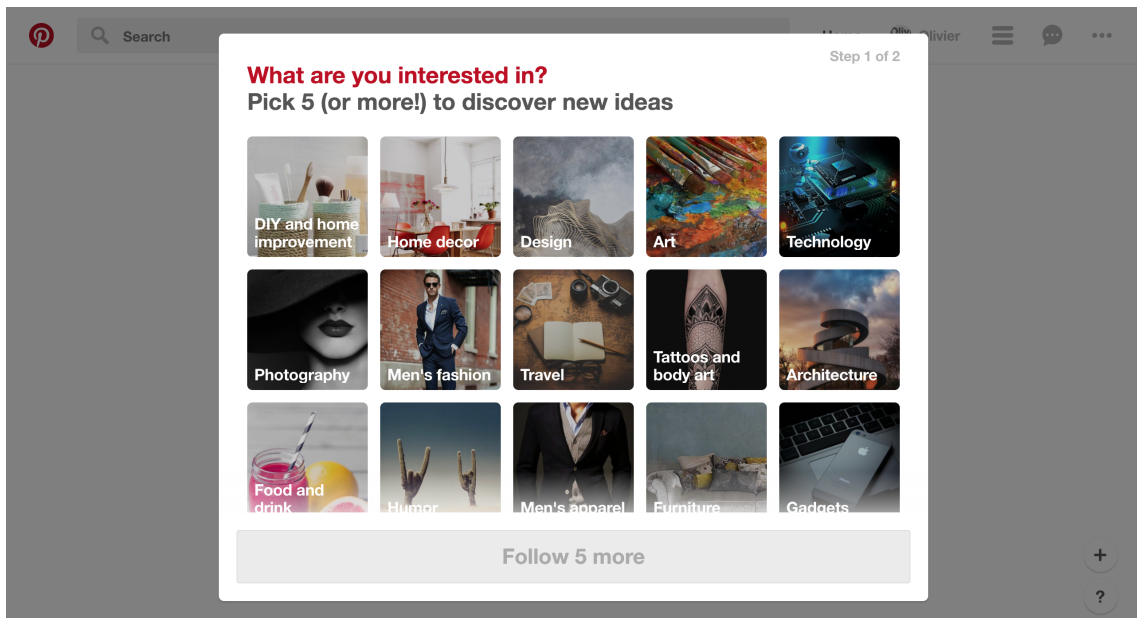 Search
Home
Olivier
Step 1 of 2
What are you interested in?
Pick 5 (or more!) to discover new ideas
DIY and home
improvement
Home decor
Design
Art
Technology
Photography
Men's fashion
Travel
Tattoos and
body art
Architecture
Food and
drink
Humor
Men's apparel
Furniture
Gadgets
Follow 5 more
+
?